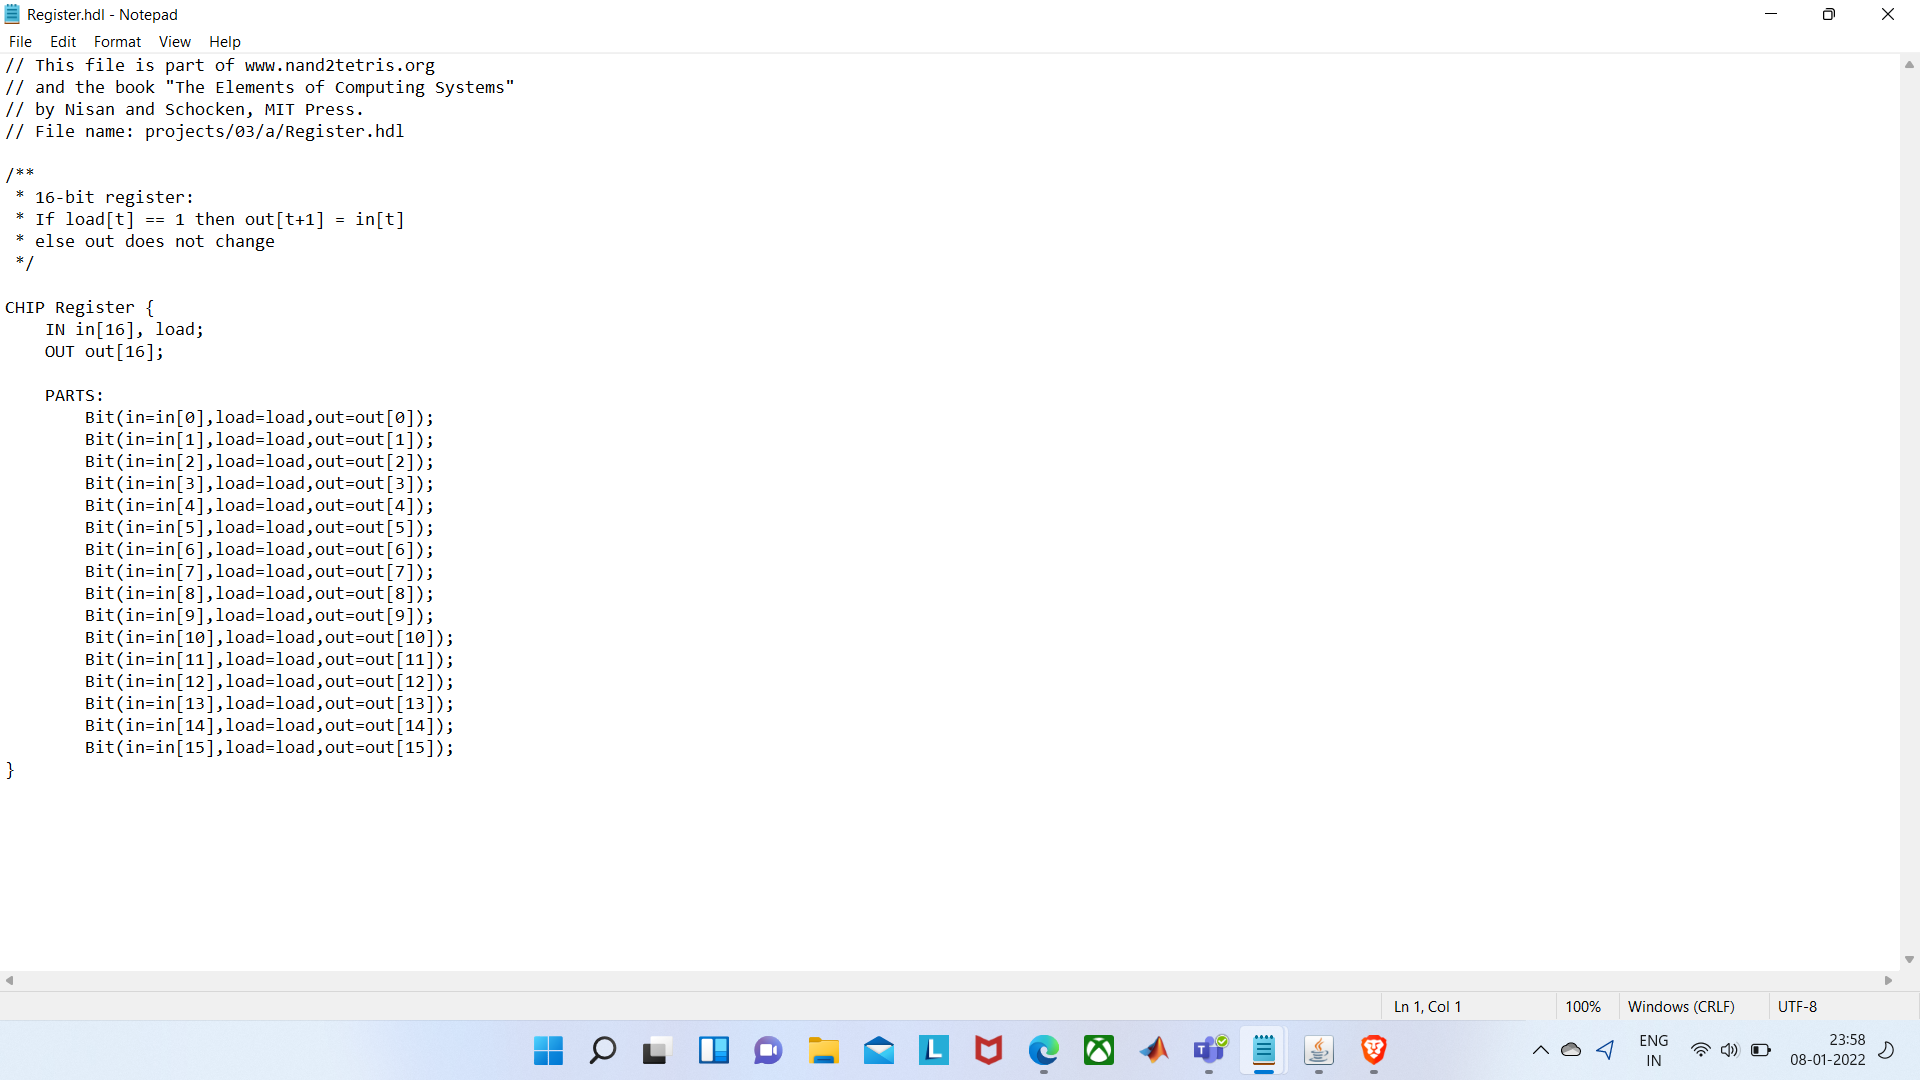 Register.hdl - Notepad
File Edit Format View Help
// This file is part of www.nand2tetris.org
// and the book "The Elements of Computing Systems"
// by Nisan and Schocken, MIT Press.
// File name: projects/03/a/Register.hdl
/**
 * 16-bit register:
 * If load[t] == 1 then out[t+1] = in[t]
 * else out does not change
 */
CHIP Register {
    IN in[16], load;
    OUT out[16];
    PARTS:
        Bit(in=in[0],load=load,out=out[0]);
        Bit(in=in[1],load=load,out=out[1]);
        Bit(in=in[2],load=load,out=out[2]);
        Bit(in=in[3],load=load,out=out[3]);
        Bit(in=in[4],load=load,out=out[4]);
        Bit(in=in[5],load=load,out=out[5]);
        Bit(in=in[6],load=load,out=out[6]);
        Bit(in=in[7],load=load,out=out[7]);
        Bit(in=in[8],load=load,out=out[8]);
        Bit(in=in[9],load=load,out=out[9]);
        Bit(in=in[10],load=load,out=out[10]);
        Bit(in=in[11],load=load,out=out[11]);
        Bit(in=in[12],load=load,out=out[12]);
        Bit(in=in[13],load=load,out=out[13]);
        Bit(in=in[14],load=load,out=out[14]);
        Bit(in=in[15],load=load,out=out[15]);
}
Ln 1, Col 1 100% Windows (CRLF) UTF-8
L
T
ENG
IN
23:58
08-01-2022